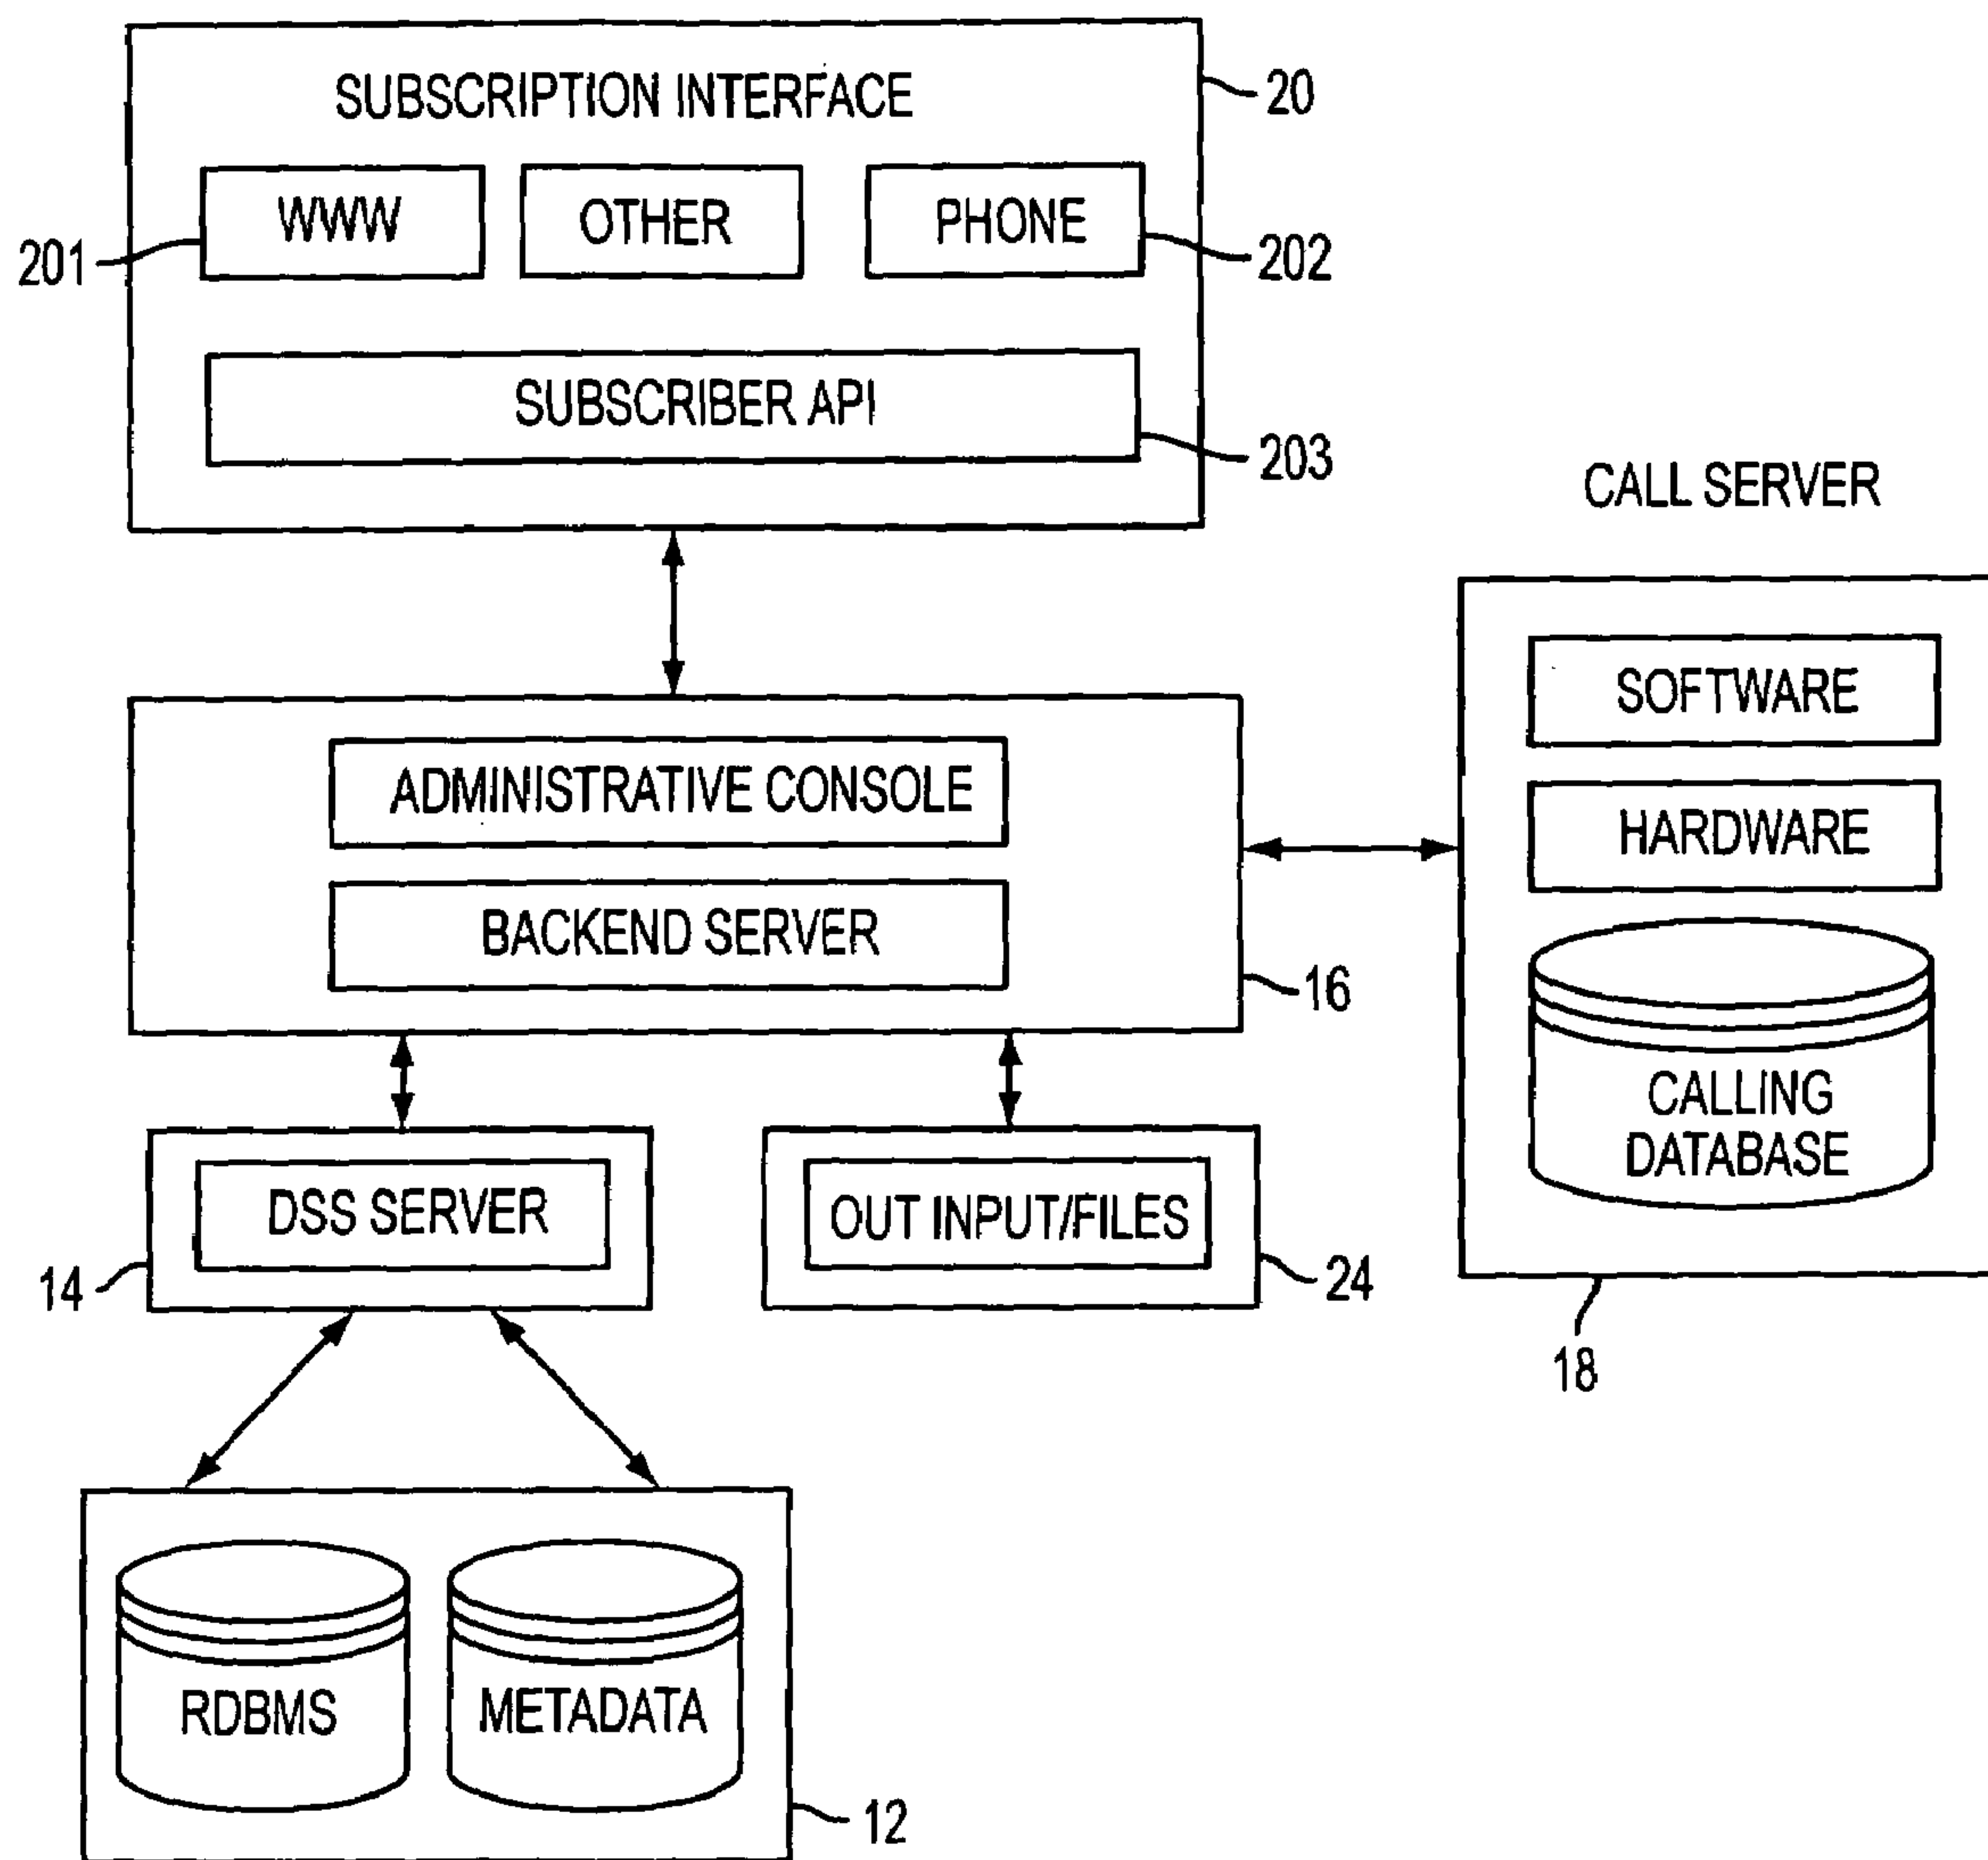 SUBSCRIPTION INTERFACE
20
WWW
OTHER
PHONE
201
202
SUBSCRIBER API
203
CALL SERVER
SOFTWARE
HARDWARE
CALLING
DATABASE
18
ADMINISTRATIVE CONSOLE
BACKEND SERVER
16
DSS SERVER
14
OUT INPUT/FILES
24
RDBMS
METADATA
12